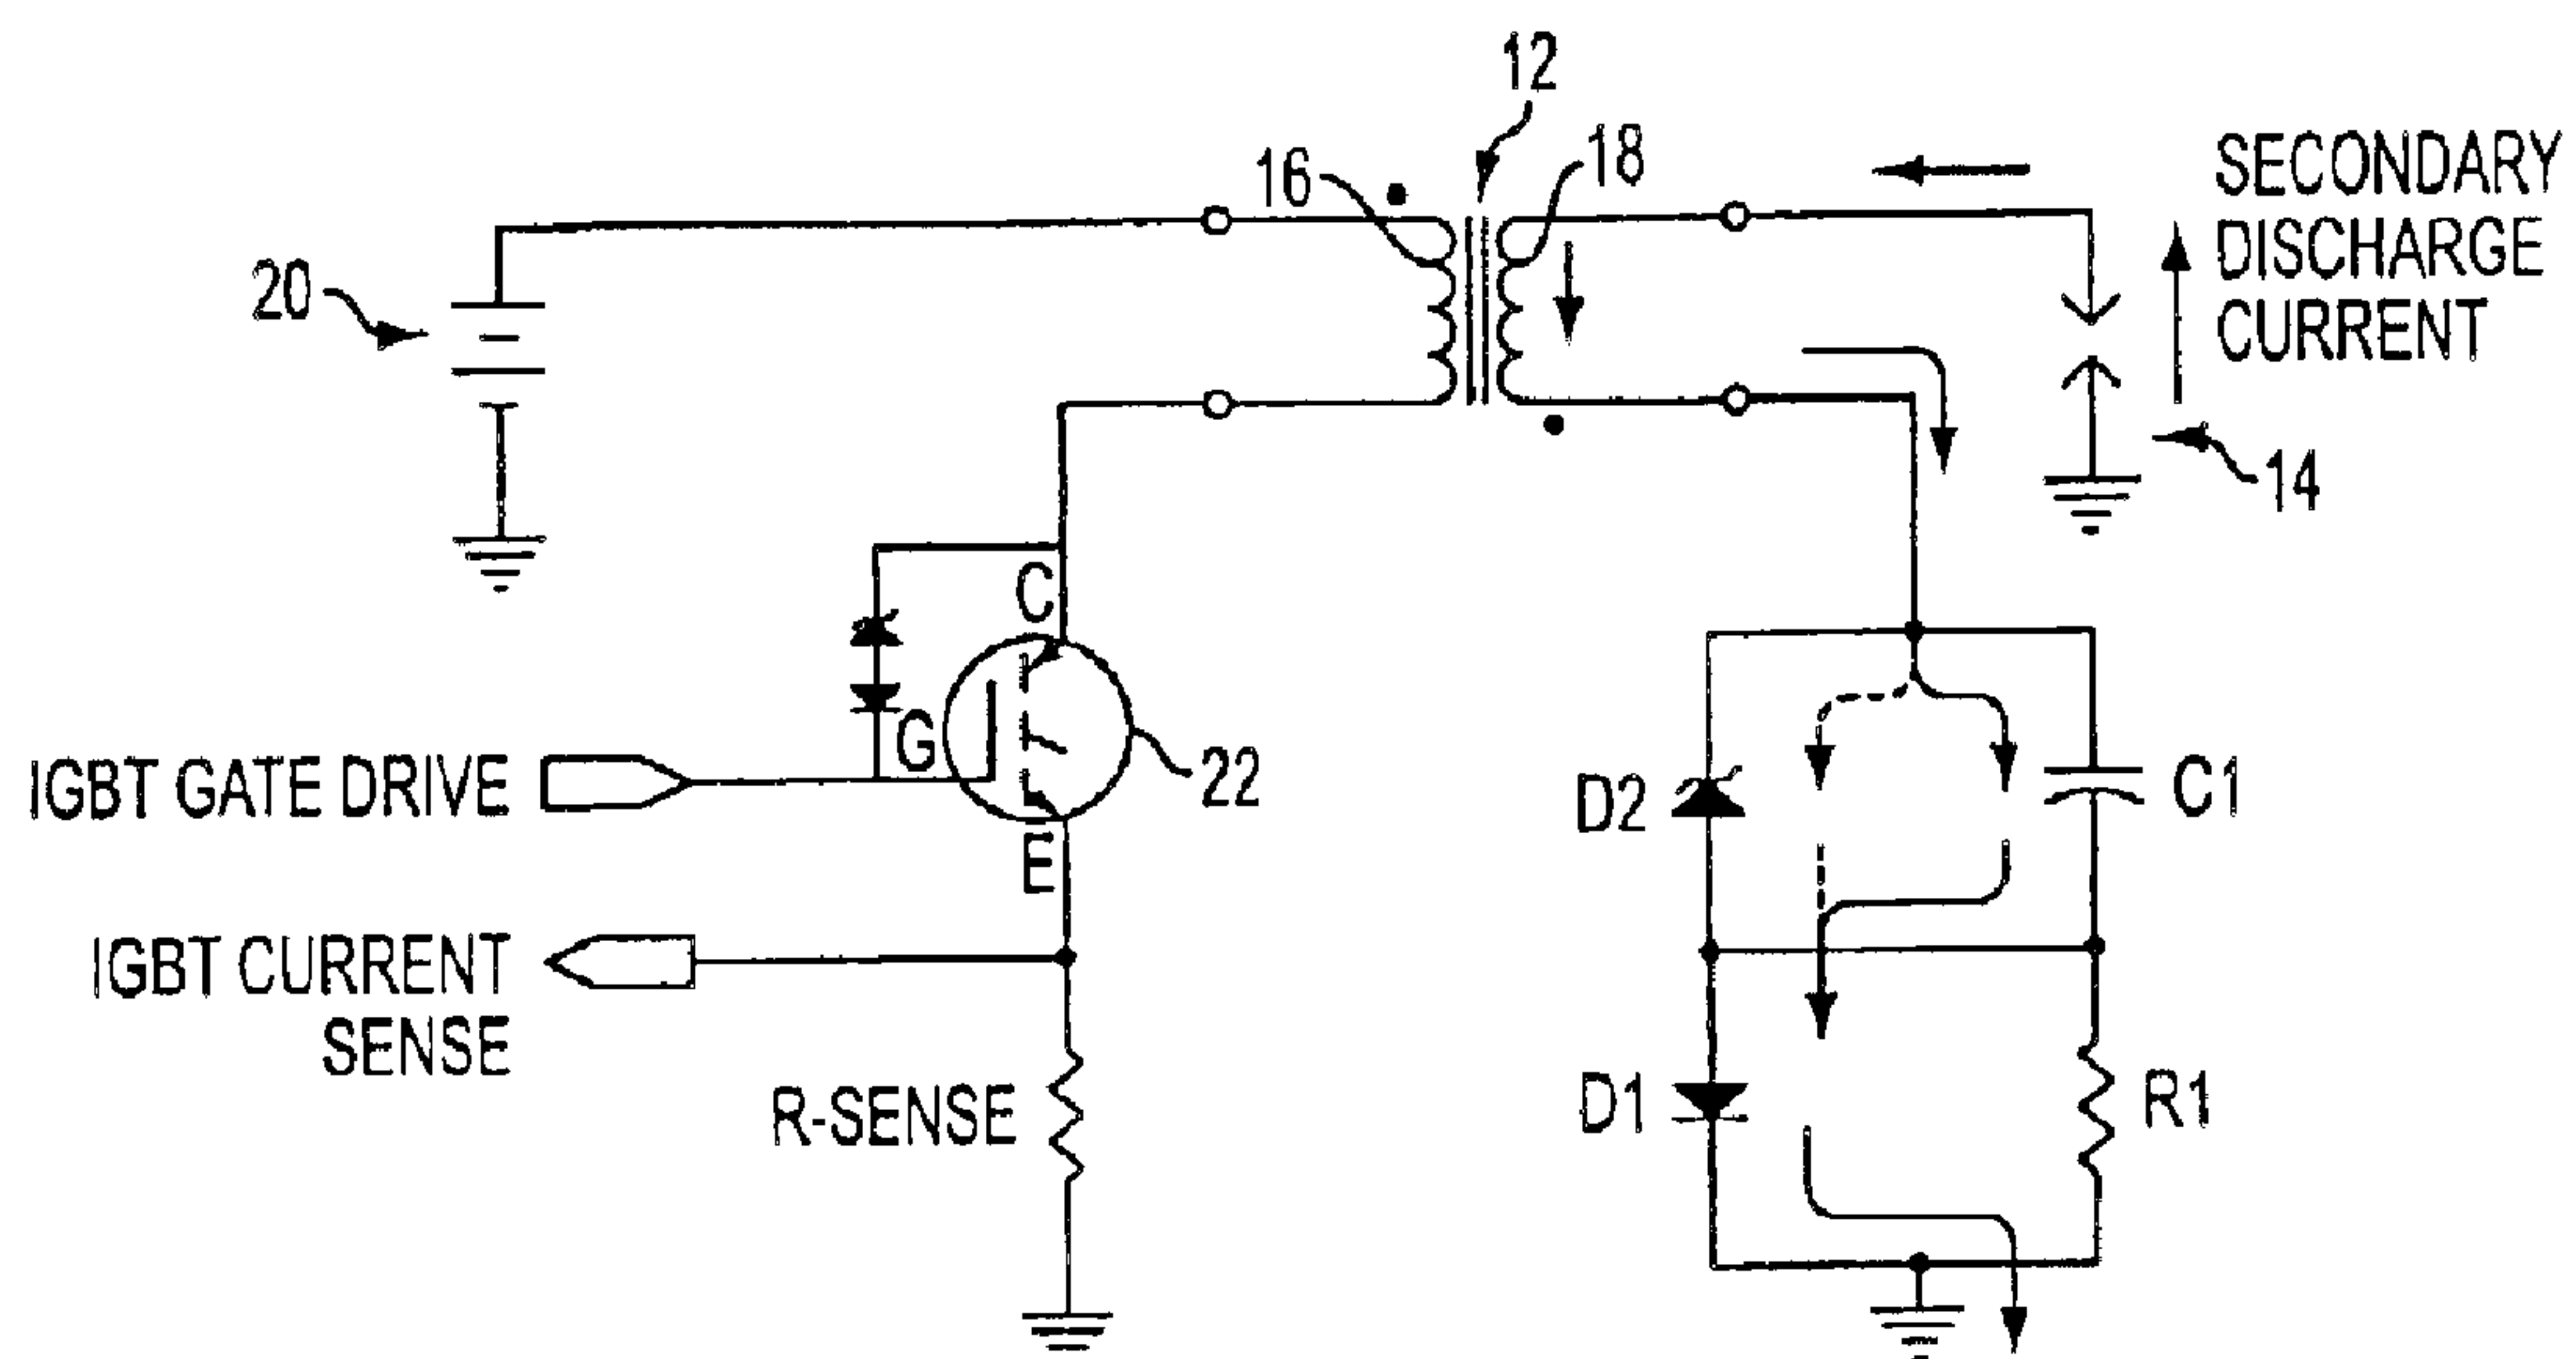 12
16
18
SECONDARY
DISCHARGE
CURRENT
20
14
C
G
IGBT GATE DRIVE
22
E
D2
C1
IGBT CURRENT
SENSE
R-SENSE
D1
R1